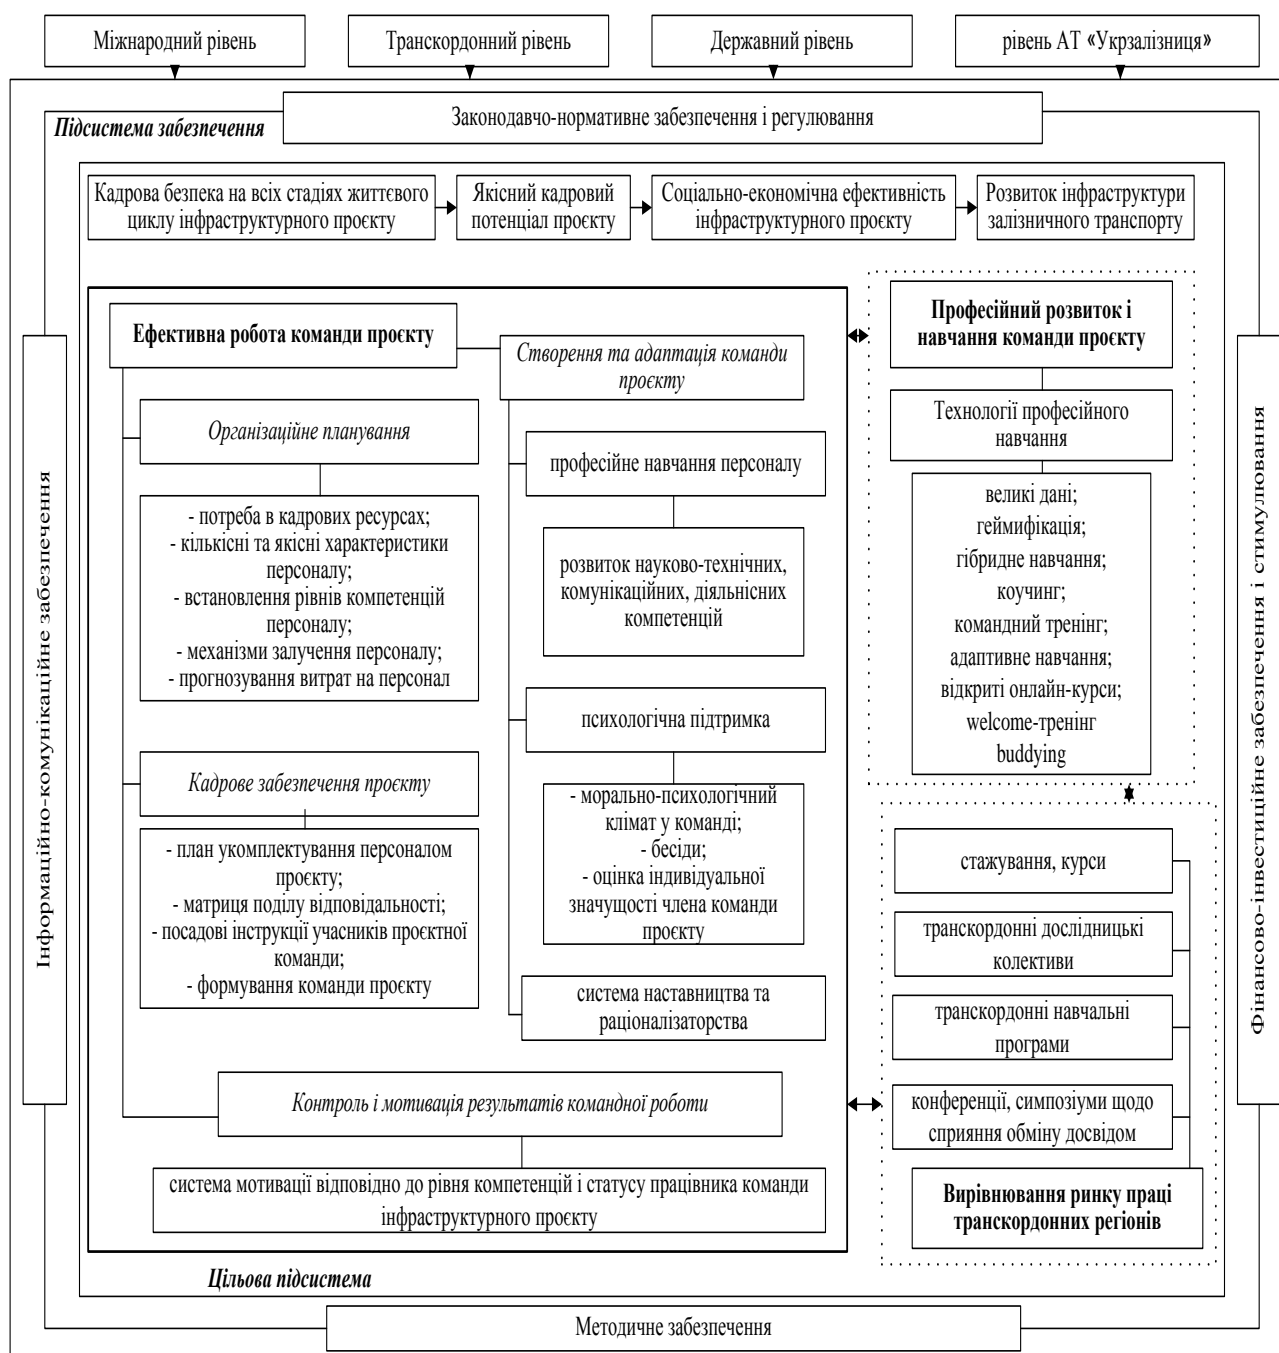 Міжнародний рівень
Транскордонний рівень
Державний рівень
рівень АТ «Укрзалізниця»
Законодавчо-нормативне забезпечення і регулювання
Підсистема забезпечення
Кадрова безпека на всіх стадіях життєвого
циклу інфраструктурного проєкту
Якісний кадровий
потенціал проєкту
Соціально-економічна ефективність
інфраструктурного проєкту
Розвиток інфраструктури
залізничного транспорту
Інформаційно-комунікаційне забезпечення
Ефективна робота команди проєкту
Організаційне планування
- потреба в кадрових ресурсах;
- кількісні та якісні характеристики
персоналу;
- встановлення рівнів компетенцій
персоналу;
- механізми залучення персоналу;
- прогнозування витрат на персонал
Кадрове забезпечення проєкту
- план укомплектування персоналом
проєкту;
- матриця поділу відповідальності;
- посадові інструкції учасників проєктної
команди;
- формування команди проєкту
Створення та адаптація команди
проєкту
професійне навчання персоналу
розвиток науково-технічних,
комунікаційних, діяльнісних
компетенцій
психологічна підтримка
- морально-психологічний
клімат у команді;
- бесіди;
- оцінка індивідуальної
значущості члена команди
проєкту
система наставництва та
раціоналізаторства
Контроль і мотивація результатів командної роботи
система мотивації відповідно до рівня компетенцій і статусу працівника команди
інфраструктурного проєкту
Професійний розвиток і
навчання команди проєкту
Технології професійного
навчання
великі дані;
геймифікація;
гібридне навчання;
коучинг;
командний тренінг;
адаптивне навчання;
відкриті онлайн-курси;
welcome-тренінг
buddying
стажування, курси
транскордонні дослідницькі
колективи
транскордонні навчальні
програми
конференції, симпозіуми щодо
сприяння обміну досвідом
Вирівнювання ринку праці
транскордонних регіонів
Фінансово-інвестиційне забезпечення і стимулювання
Цільова підсистема
Методичне забезпечення